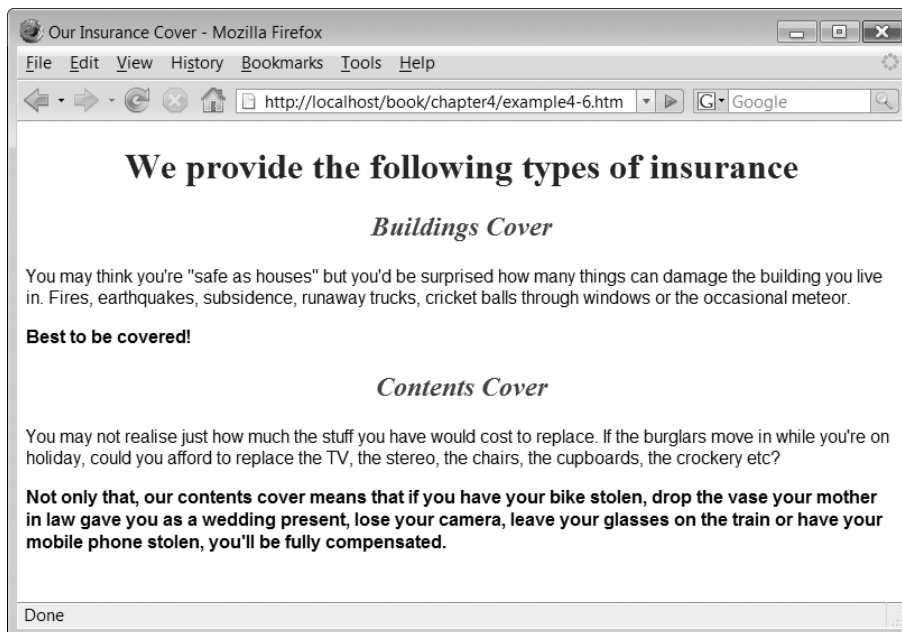 Our Insurance Cover - Mozilla Firefox
File Edit View History Bookmarks Tools Help
http://localhost/book/chapter4/example4-6.htm G Google
We provide the following types of insurance
Buildings Cover
You may think you're "safe as houses" but you'd be surprised how many things can damage the building you live
in. Fires, earthquakes, subsidence, runaway trucks, cricket balls through windows or the occasional meteor.
Best to be covered!
Contents Cover
You may not realise just how much the stuff you have would cost to replace. If the burglars move in while you're on
holiday, could you afford to replace the TV, the stereo, the chairs, the cupboards, the crockery etc?
Not only that, our contents cover means that if you have your bike stolen, drop the vase your mother
in law gave you as a wedding present, lose your camera, leave your glasses on the train or have your
mobile phone stolen, you'll be fully compensated.
Done